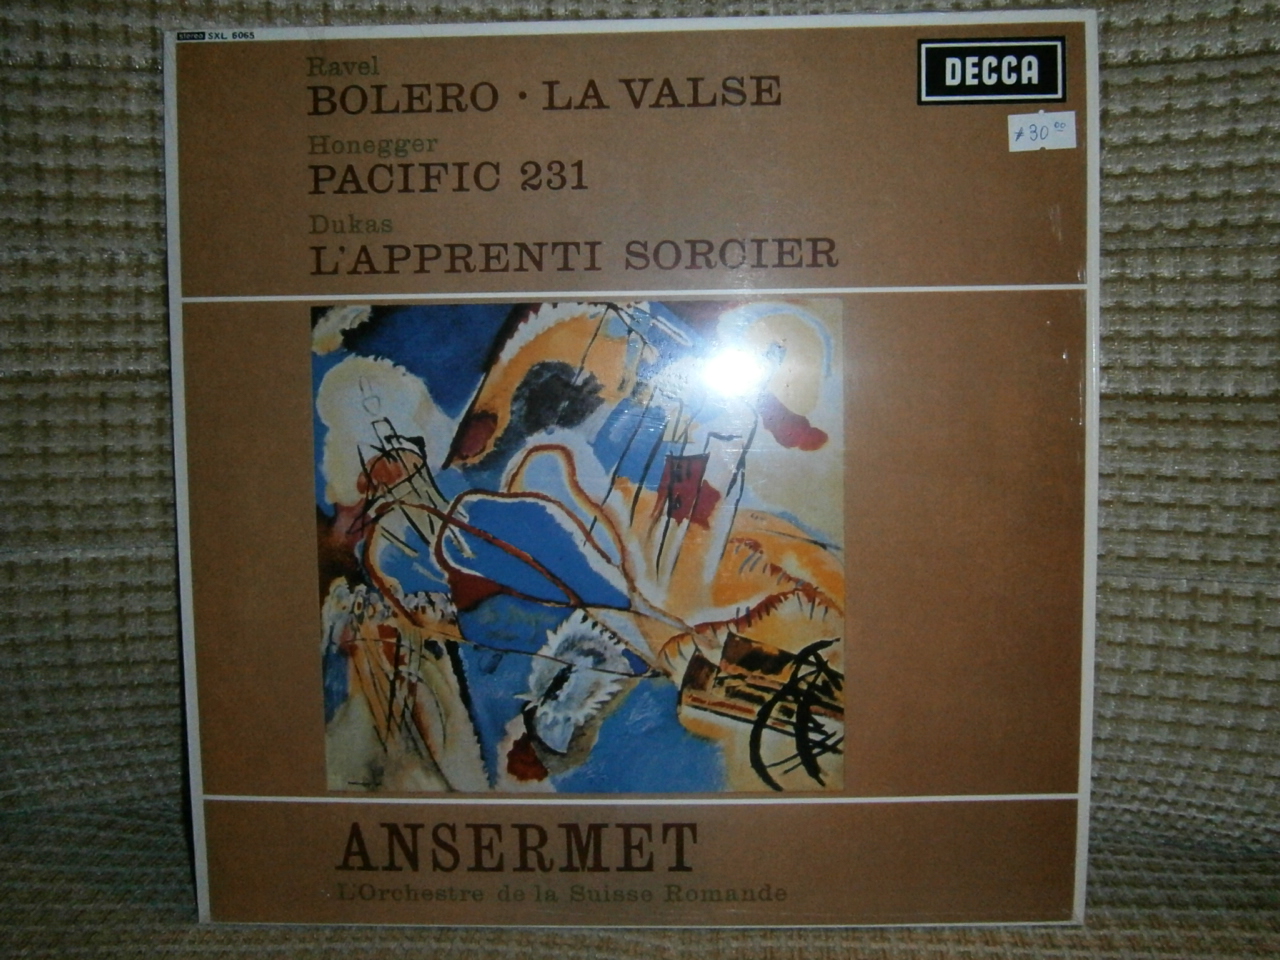 stereo SXL 6065
DECCA
Ravel
BOLERO · LA VALSE
Honegger
PACIFIC 231
Dukas
L'APPRENTI SORCIER
30 00
ANSERMET
L'Orchestre de la Suisse Romande